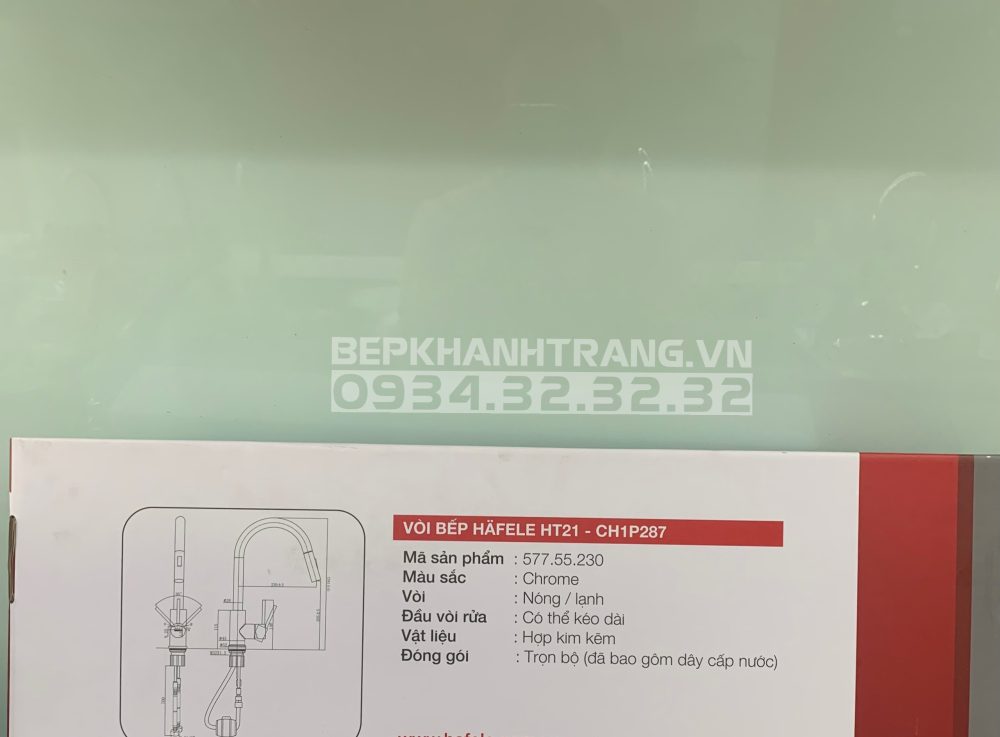 BEPKHANHTRANG.VN
0934.32.32.32
VÒI BẾP HÄFELE HT21 - CH1P287
Mã sản phẩm : 577.55.230
Màu sắc : Chrome
Vòi : Nóng / lạnh
Đầu vòi rửa : Có thể kéo dài
Vật liệu : Hợp kim kẽm
Đóng gói : Trọn bộ (đã bao gôm dây cấp nước)